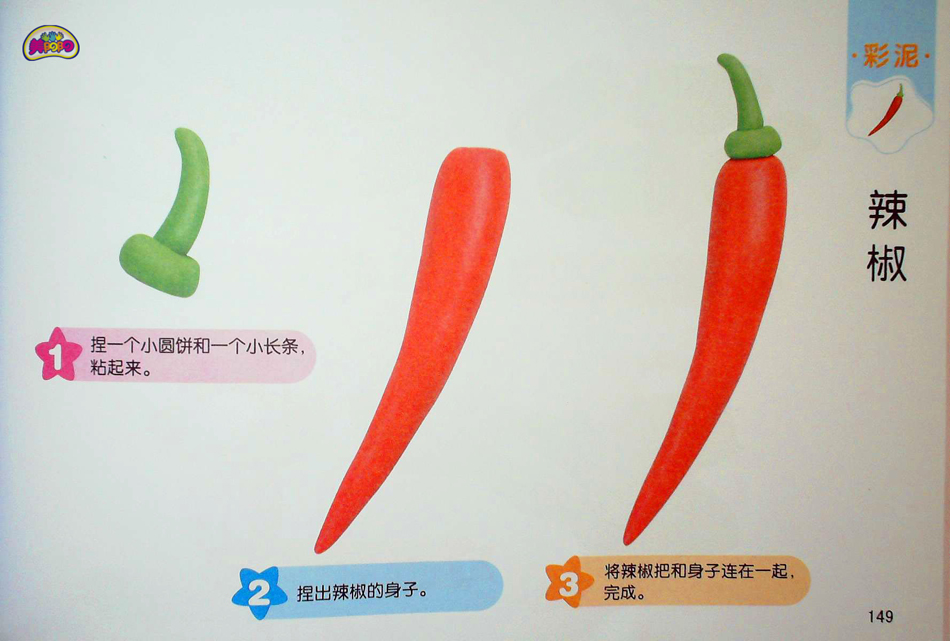 ·彩泥·
辣
椒
1
捏一个小圆饼和一个小长条，
粘起来。
2
捏出辣椒的身子。
3
将辣椒把和身子连在一起，
完成。
149